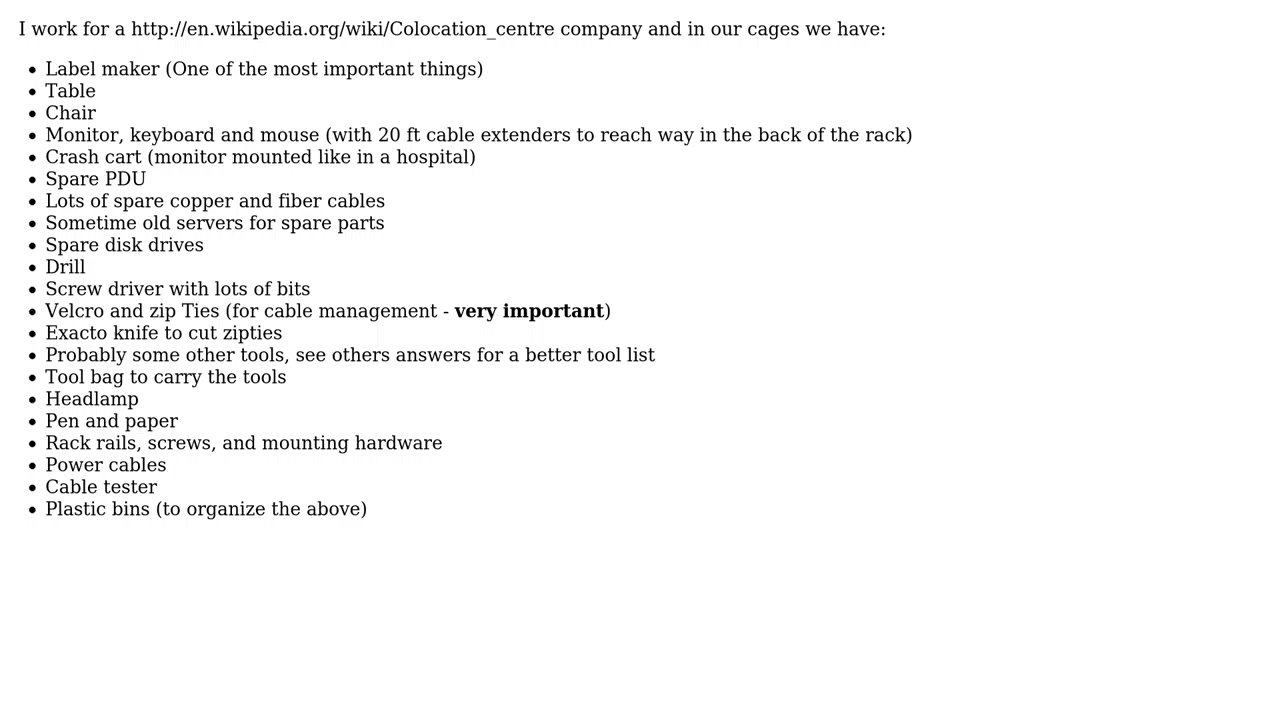 I work for a http://en.wikipedia.org/wiki/Colocation_centre company and in our cages we have:
• Label maker (One of the most important things)
• Table
• Chair
• Monitor, keyboard and mouse (with 20 ft cable extenders to reach way in the back of the rack)
• Crash cart (monitor mounted like in a hospital)
• Spare PDU
• Lots of spare copper and fiber cables
• Sometime old servers for spare parts
• Spare disk drives
• Drill
• Screw driver with lots of bits
• Velcro and zip Ties (for cable management - very important)
• Exacto knife to cut zipties
• Probably some other tools, see others answers for a better tool list
• Tool bag to carry the tools
• Headlamp
• Pen and paper
• Rack rails, screws, and mounting hardware
• Power cables
• Cable tester
• Plastic bins (to organize the above)